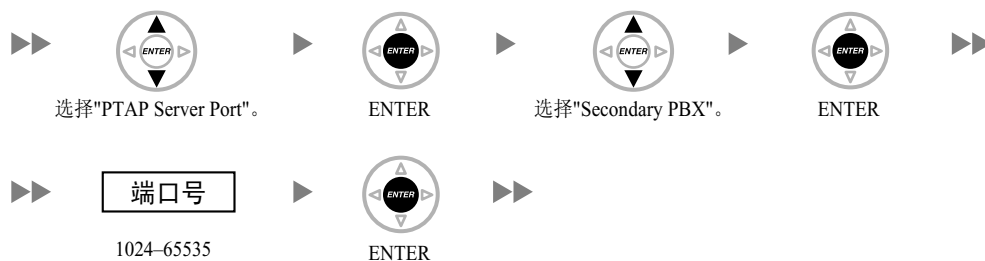 ENTER ENTER ENTER ENTER
选择"PTAP Server Port"。 ENTER 选择"Secondary PBX"。 ENTER
端口号 ENTER
1024–65535 ENTER